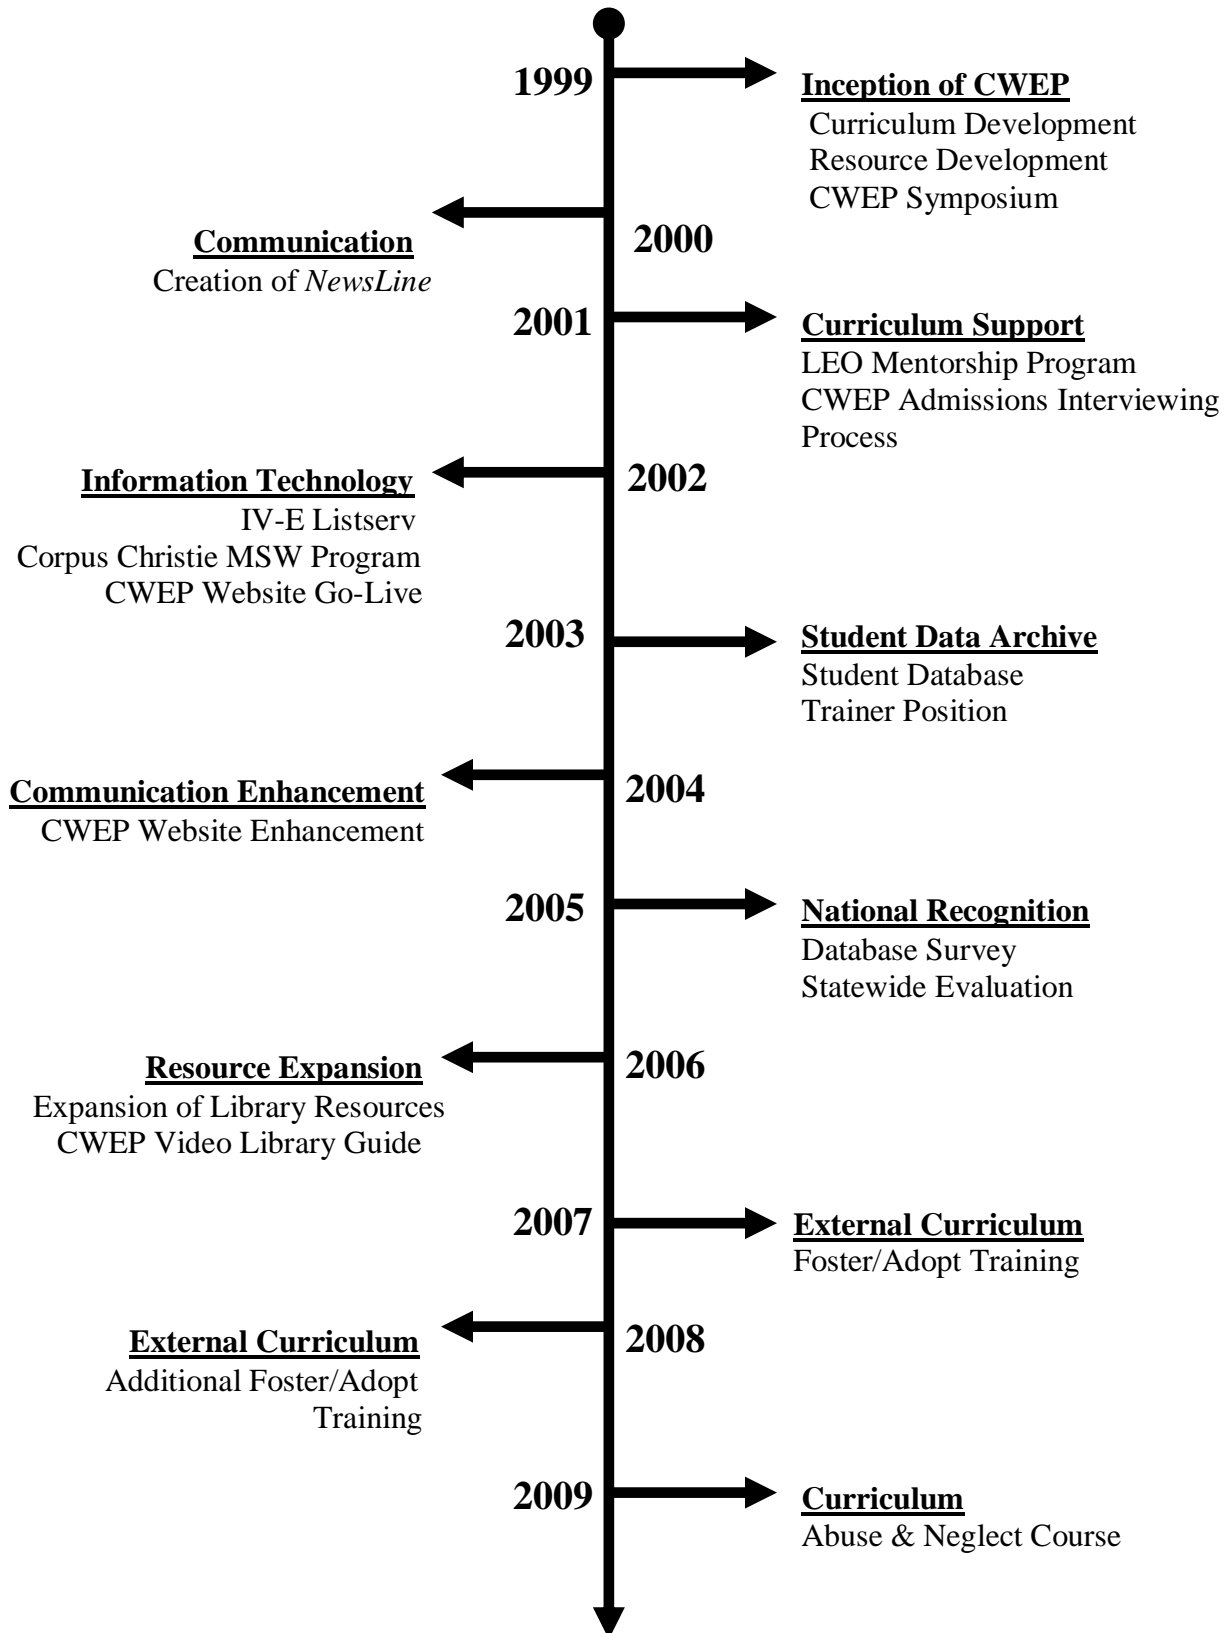 1999
Inception of CWEP
Curriculum Development
Resource Development
CWEP Symposium
2000
Communication
Creation of NewsLine
2001
Curriculum Support
LEO Mentorship Program
CWEP Admissions Interviewing
Process
2002
Information Technology
IV-E Listserv
Corpus Christie MSW Program
CWEP Website Go-Live
2003
Student Data Archive
Student Database
Trainer Position
2004
Communication Enhancement
CWEP Website Enhancement
2005
National Recognition
Database Survey
Statewide Evaluation
2006
Resource Expansion
Expansion of Library Resources
CWEP Video Library Guide
2007
External Curriculum
Foster/Adopt Training
2008
External Curriculum
Additional Foster/Adopt
Training
2009
Curriculum
Abuse & Neglect Course